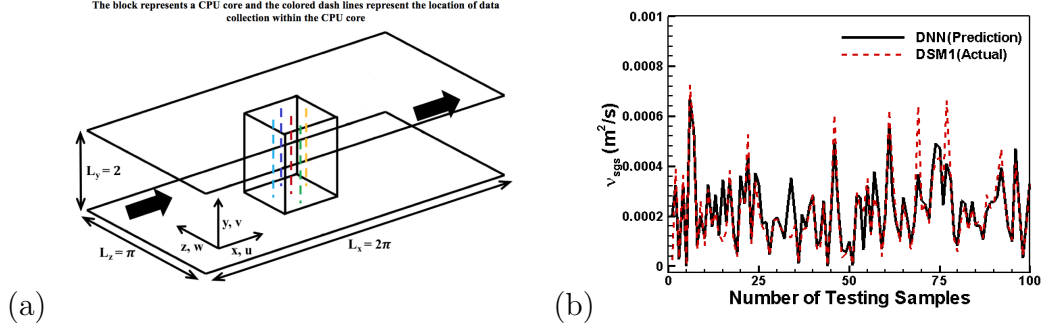 The block represents a CPU core and the colored dash lines represent the location of data
collection within the CPU core
L_y = 2
y, v
z, w
x, u
L_z = π
L_x = 2π
(a)
0.001
0.0008
0.0006
0.0004
0.0002
0
ν_sgs (m²/s)
DNN(Prediction)
DSM1(Actual)
0 25 50 75 100
Number of Testing Samples
(b)